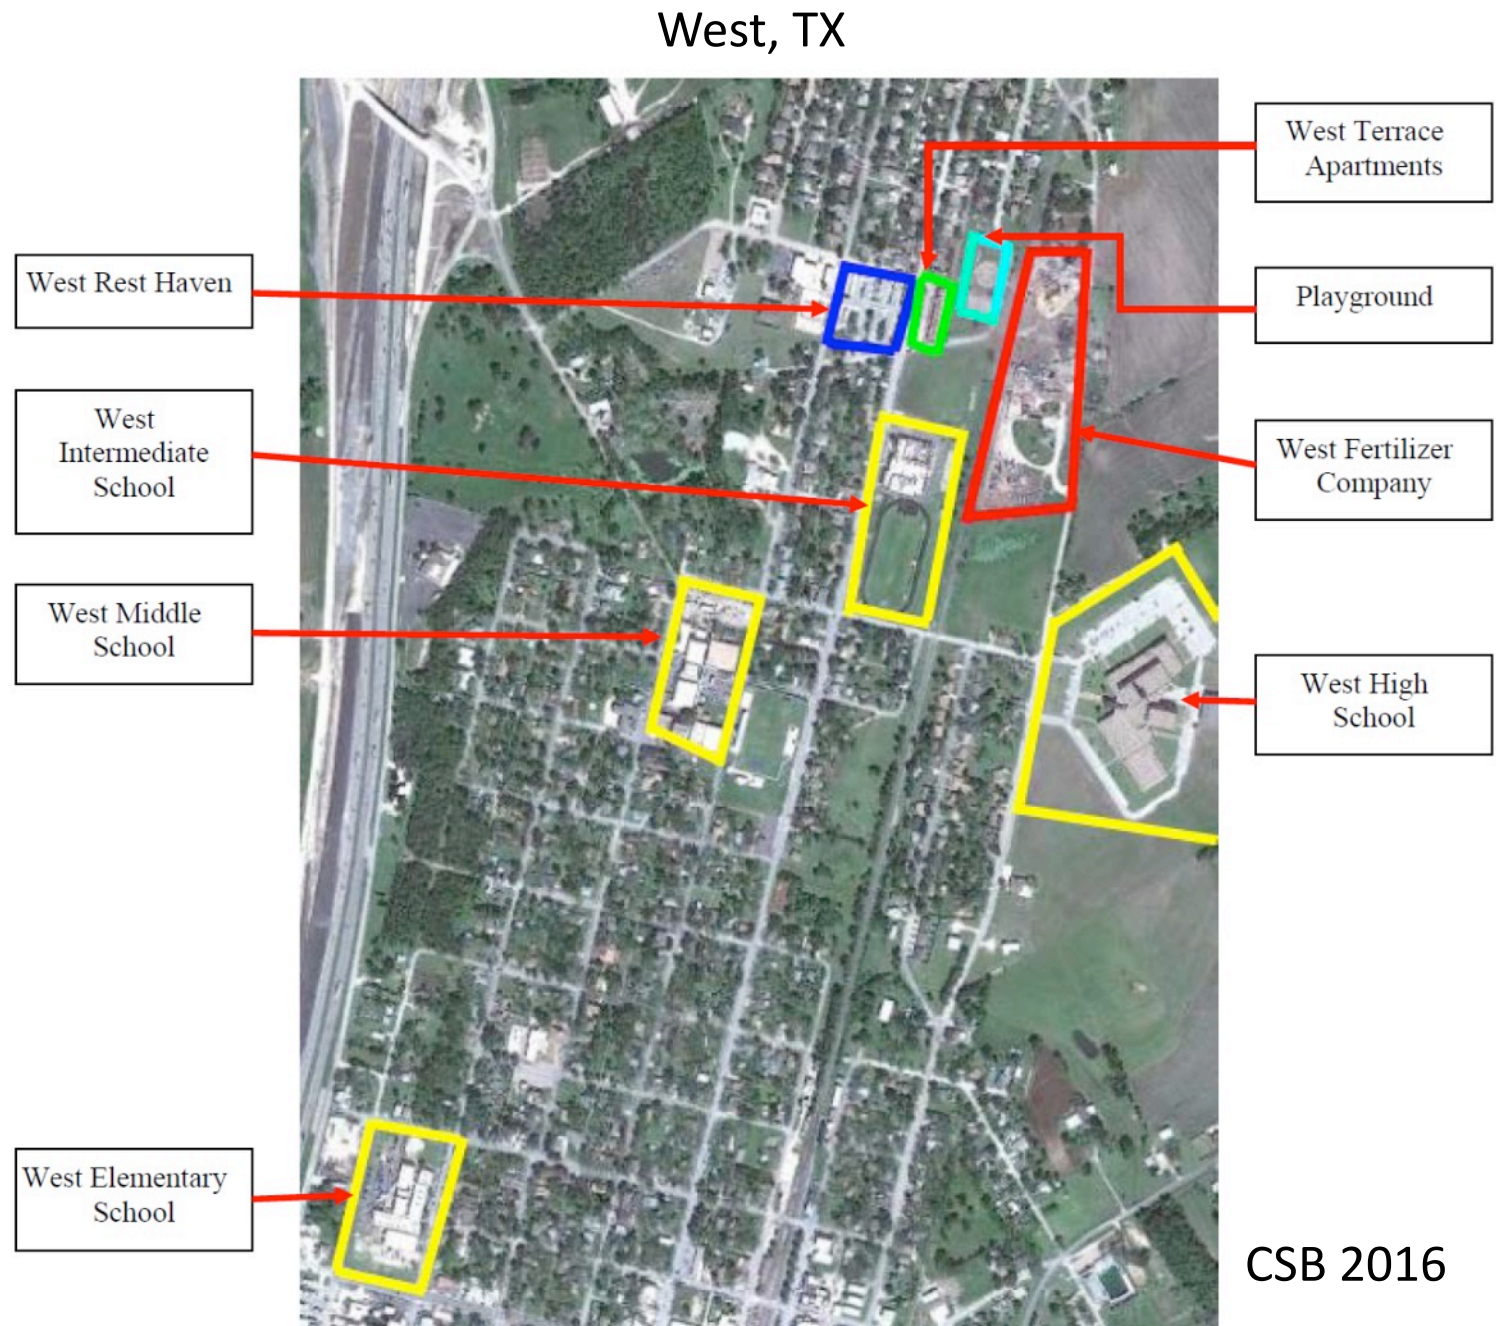 West, TX
West Terrace
Apartments
West Rest Haven
Playground
West
Intermediate
School
West Fertilizer
Company
West Middle
School
West High
School
West Elementary
School
CSB 2016